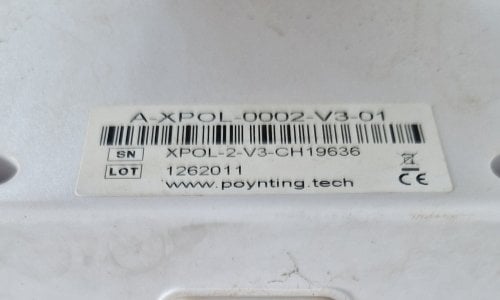 A-XPOL-0002-V3-01
SN XPOL-2-V3-CH19636
LOT 1262011
www.poynting.tech
CE